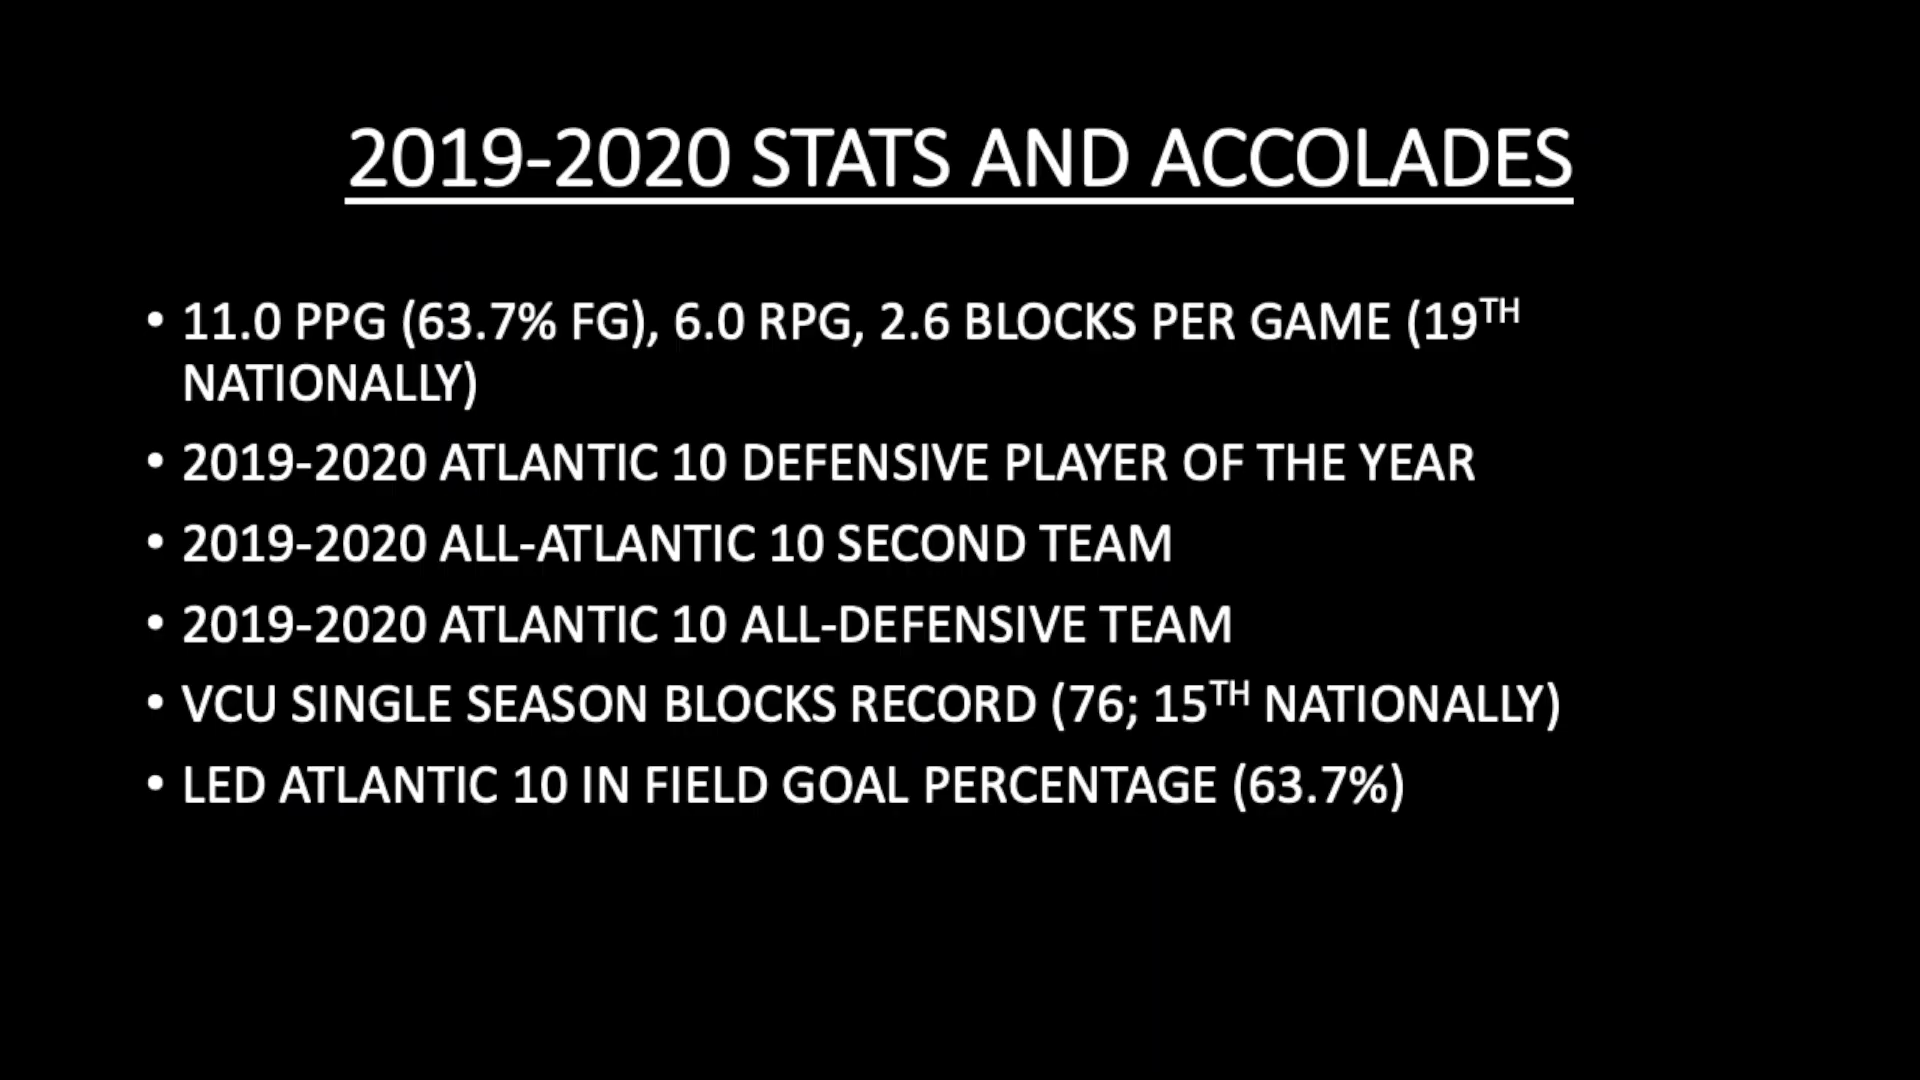 2019-2020 STATS AND ACCOLADES
• 11.0 PPG (63.7% FG), 6.0 RPG, 2.6 BLOCKS PER GAME (19TH
NATIONALLY)
• 2019-2020 ATLANTIC 10 DEFENSIVE PLAYER OF THE YEAR
• 2019-2020 ALL-ATLANTIC 10 SECOND TEAM
• 2019-2020 ATLANTIC 10 ALL-DEFENSIVE TEAM
• VCU SINGLE SEASON BLOCKS RECORD (76; 15TH NATIONALLY)
• LED ATLANTIC 10 IN FIELD GOAL PERCENTAGE (63.7%)